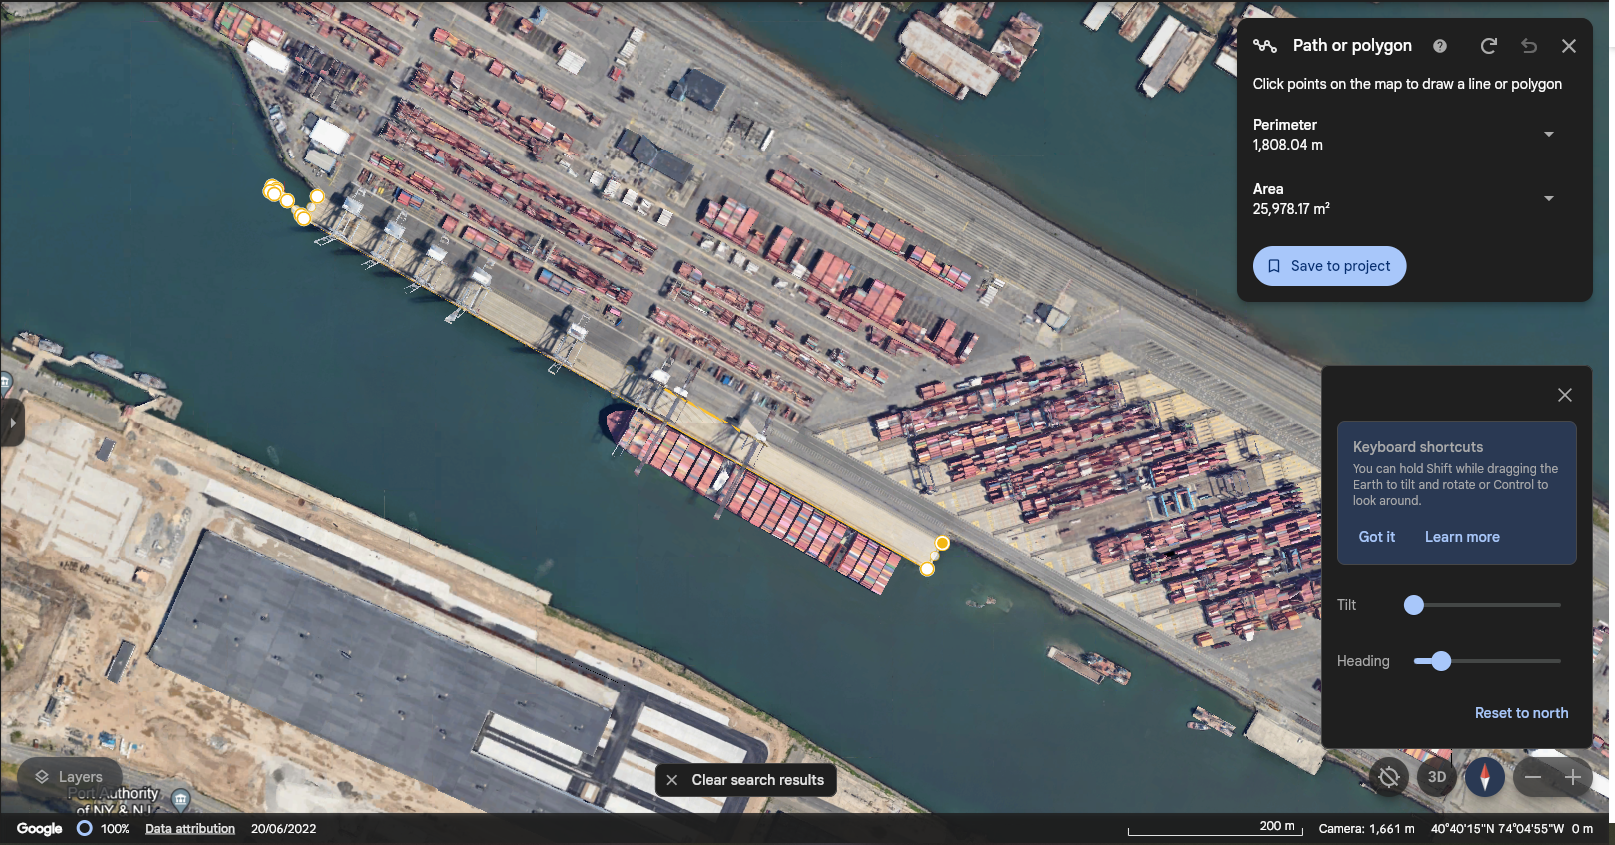 Path or polygon
Click points on the map to draw a line or polygon
Perimeter
1,808.04 m
Area
25,978.17 m²
Save to project
Keyboard shortcuts
You can hold Shift while dragging the
Earth to tilt and rotate or Control to
look around.
Got it Learn more
Tilt
Heading
Reset to north
Layers
Port Authority
of NY & NJ
Clear search results
3D
Google 100% Data attribution 20/06/2022
200 m Camera: 1,661 m 40°40'15"N 74°04'55"W 0 m